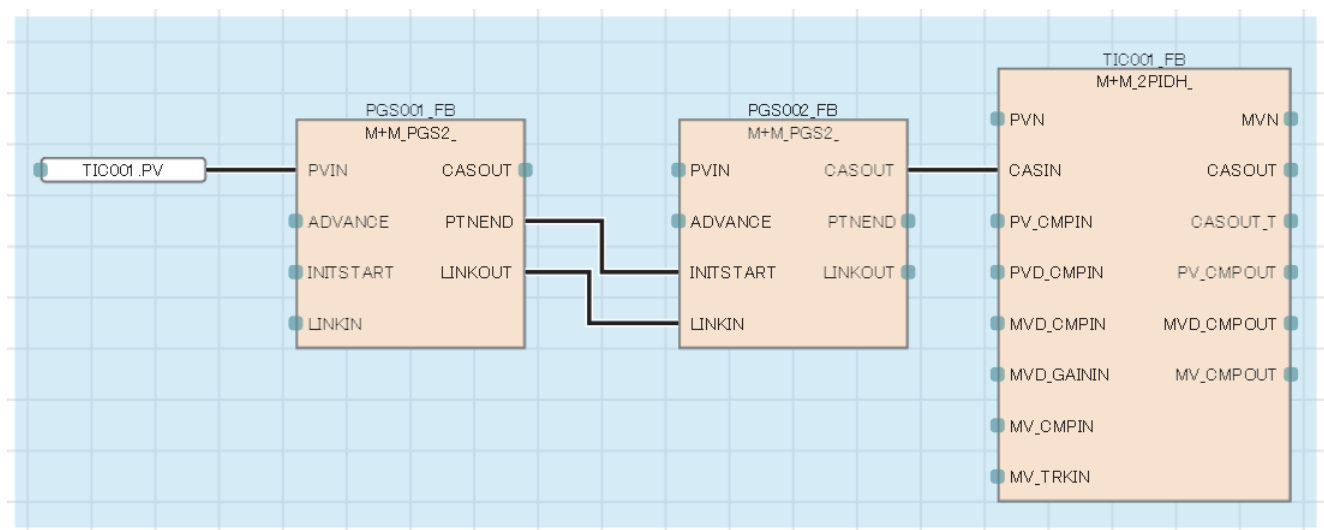 TIC001.PV
PGS001_FB
M+M_PGS2_
PVIN CASOUT
ADVANCE PTNEND
INITSTART LINKOUT
LINKIN
PGS002_FB
M+M_PGS2_
PVIN CASOUT
ADVANCE PTNEND
INITSTART LINKOUT
LINKIN
TIC001_FB
M+M_2PIDH_
PVN MVN
CASIN CASOUT
PV_CMPIN CASOUT_T
PVD_CMPIN PV_CMPOUT
MVD_CMPIN MVD_CMPOUT
MVD_GAININ MV_CMPOUT
MV_CMPIN
MV_TRKIN